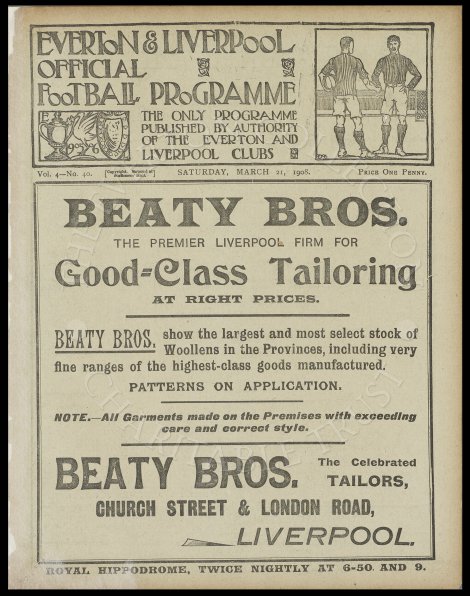 EVERTON & LIVERPOOL
OFFICIAL
FOOTBALL PROGRAMME
THE ONLY PROGRAMME
PUBLISHED BY AUTHORITY
OF THE EVERTON AND
LIVERPOOL CLUBS
Vol. 4—No. 40.
SATURDAY, MARCH 21, 1908.
PRICE ONE PENNY.
BEATY BROS.
THE PREMIER LIVERPOOL FIRM FOR
Good=Class Tailoring
AT RIGHT PRICES.
BEATY BROS. show the largest and most select stock of
Woollens in the Provinces, including very
fine ranges of the highest-class goods manufactured.
PATTERNS ON APPLICATION.
NOTE.—All Garments made on the Premises with exceeding
care and correct style.
BEATY BROS. The Celebrated
TAILORS,
CHURCH STREET & LONDON ROAD,
LIVERPOOL.
ROYAL HIPPODROME, TWICE NIGHTLY AT 6-50. AND 9.
CHARITABLE TRUST